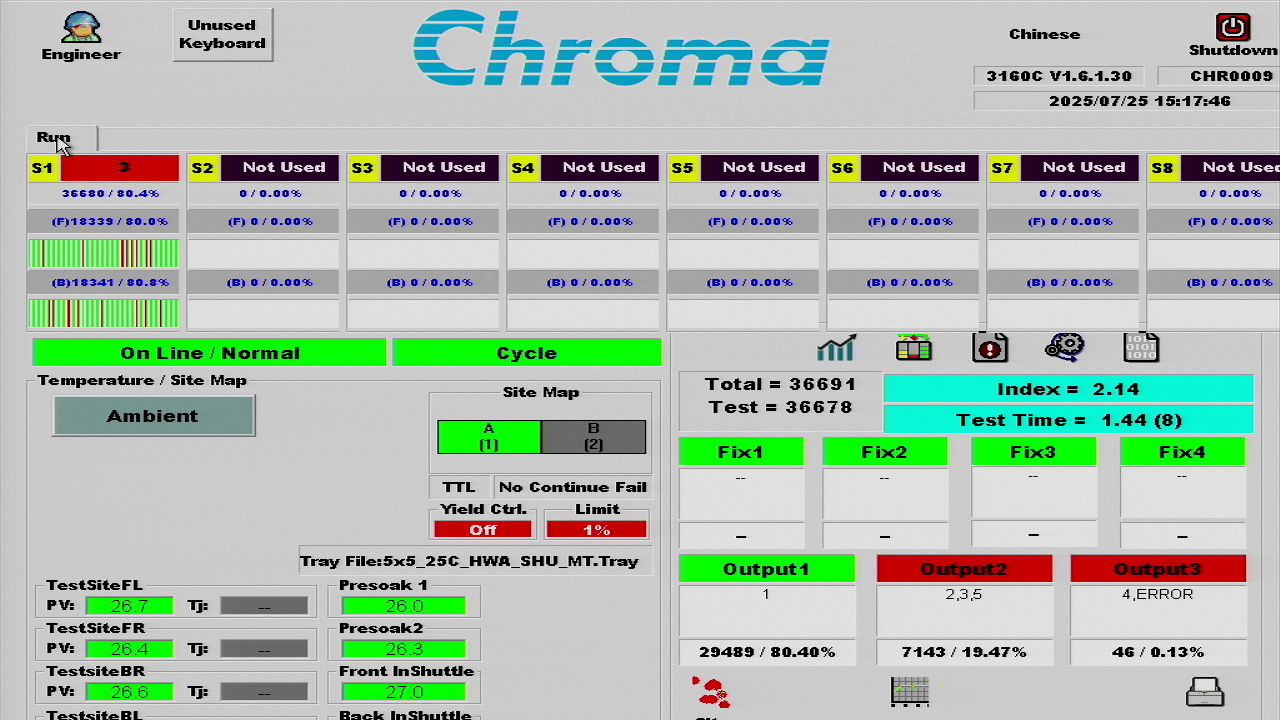 Engineer
Unused
Keyboard
Chroma
Chinese
Shutdown
3160C V1.6.1.30
CHR0009
2025/07/25 15:17:46
Run
S1 3 S2 Not Used S3 Not Used S4 Not Used S5 Not Used S6 Not Used S7 Not Used S8 Not Used
36680 / 80.4% 0 / 0.00% 0 / 0.00% 0 / 0.00% 0 / 0.00% 0 / 0.00% 0 / 0.00% 0 / 0.00%
(F)18339 / 80.0% (F) 0 / 0.00% (F) 0 / 0.00% (F) 0 / 0.00% (F) 0 / 0.00% (F) 0 / 0.00% (F) 0 / 0.00% (F) 0 / 0.00%
(B)18341 / 80.8% (B) 0 / 0.00% (B) 0 / 0.00% (B) 0 / 0.00% (B) 0 / 0.00% (B) 0 / 0.00% (B) 0 / 0.00% (B) 0 / 0.00%
On Line / Normal Cycle
Temperature / Site Map
Ambient
Site Map
A B
(1) (2)
TTL No Continue Fail
Yield Ctrl. Limit
Off 1%
Tray File:5x5_25C_HWA_SHU_MT.Tray
TestSiteFL Presoak 1
PV: 26.7 Tj: -- 26.0
TestSiteFR Presoak2
PV: 26.4 Tj: -- 26.3
TestsiteBR Front InShuttle
PV: 26.6 Tj: -- 27.0
TestsiteBL Back InShuttle
Total = 36691
Test = 36678
Index = 2.14
Test Time = 1.44 (8)
Fix1 Fix2 Fix3 Fix4
-- -- -- --
-- -- -- --
Output1 Output2 Output3
1 2,3,5 4,ERROR
29489 / 80.40% 7143 / 19.47% 46 / 0.13%